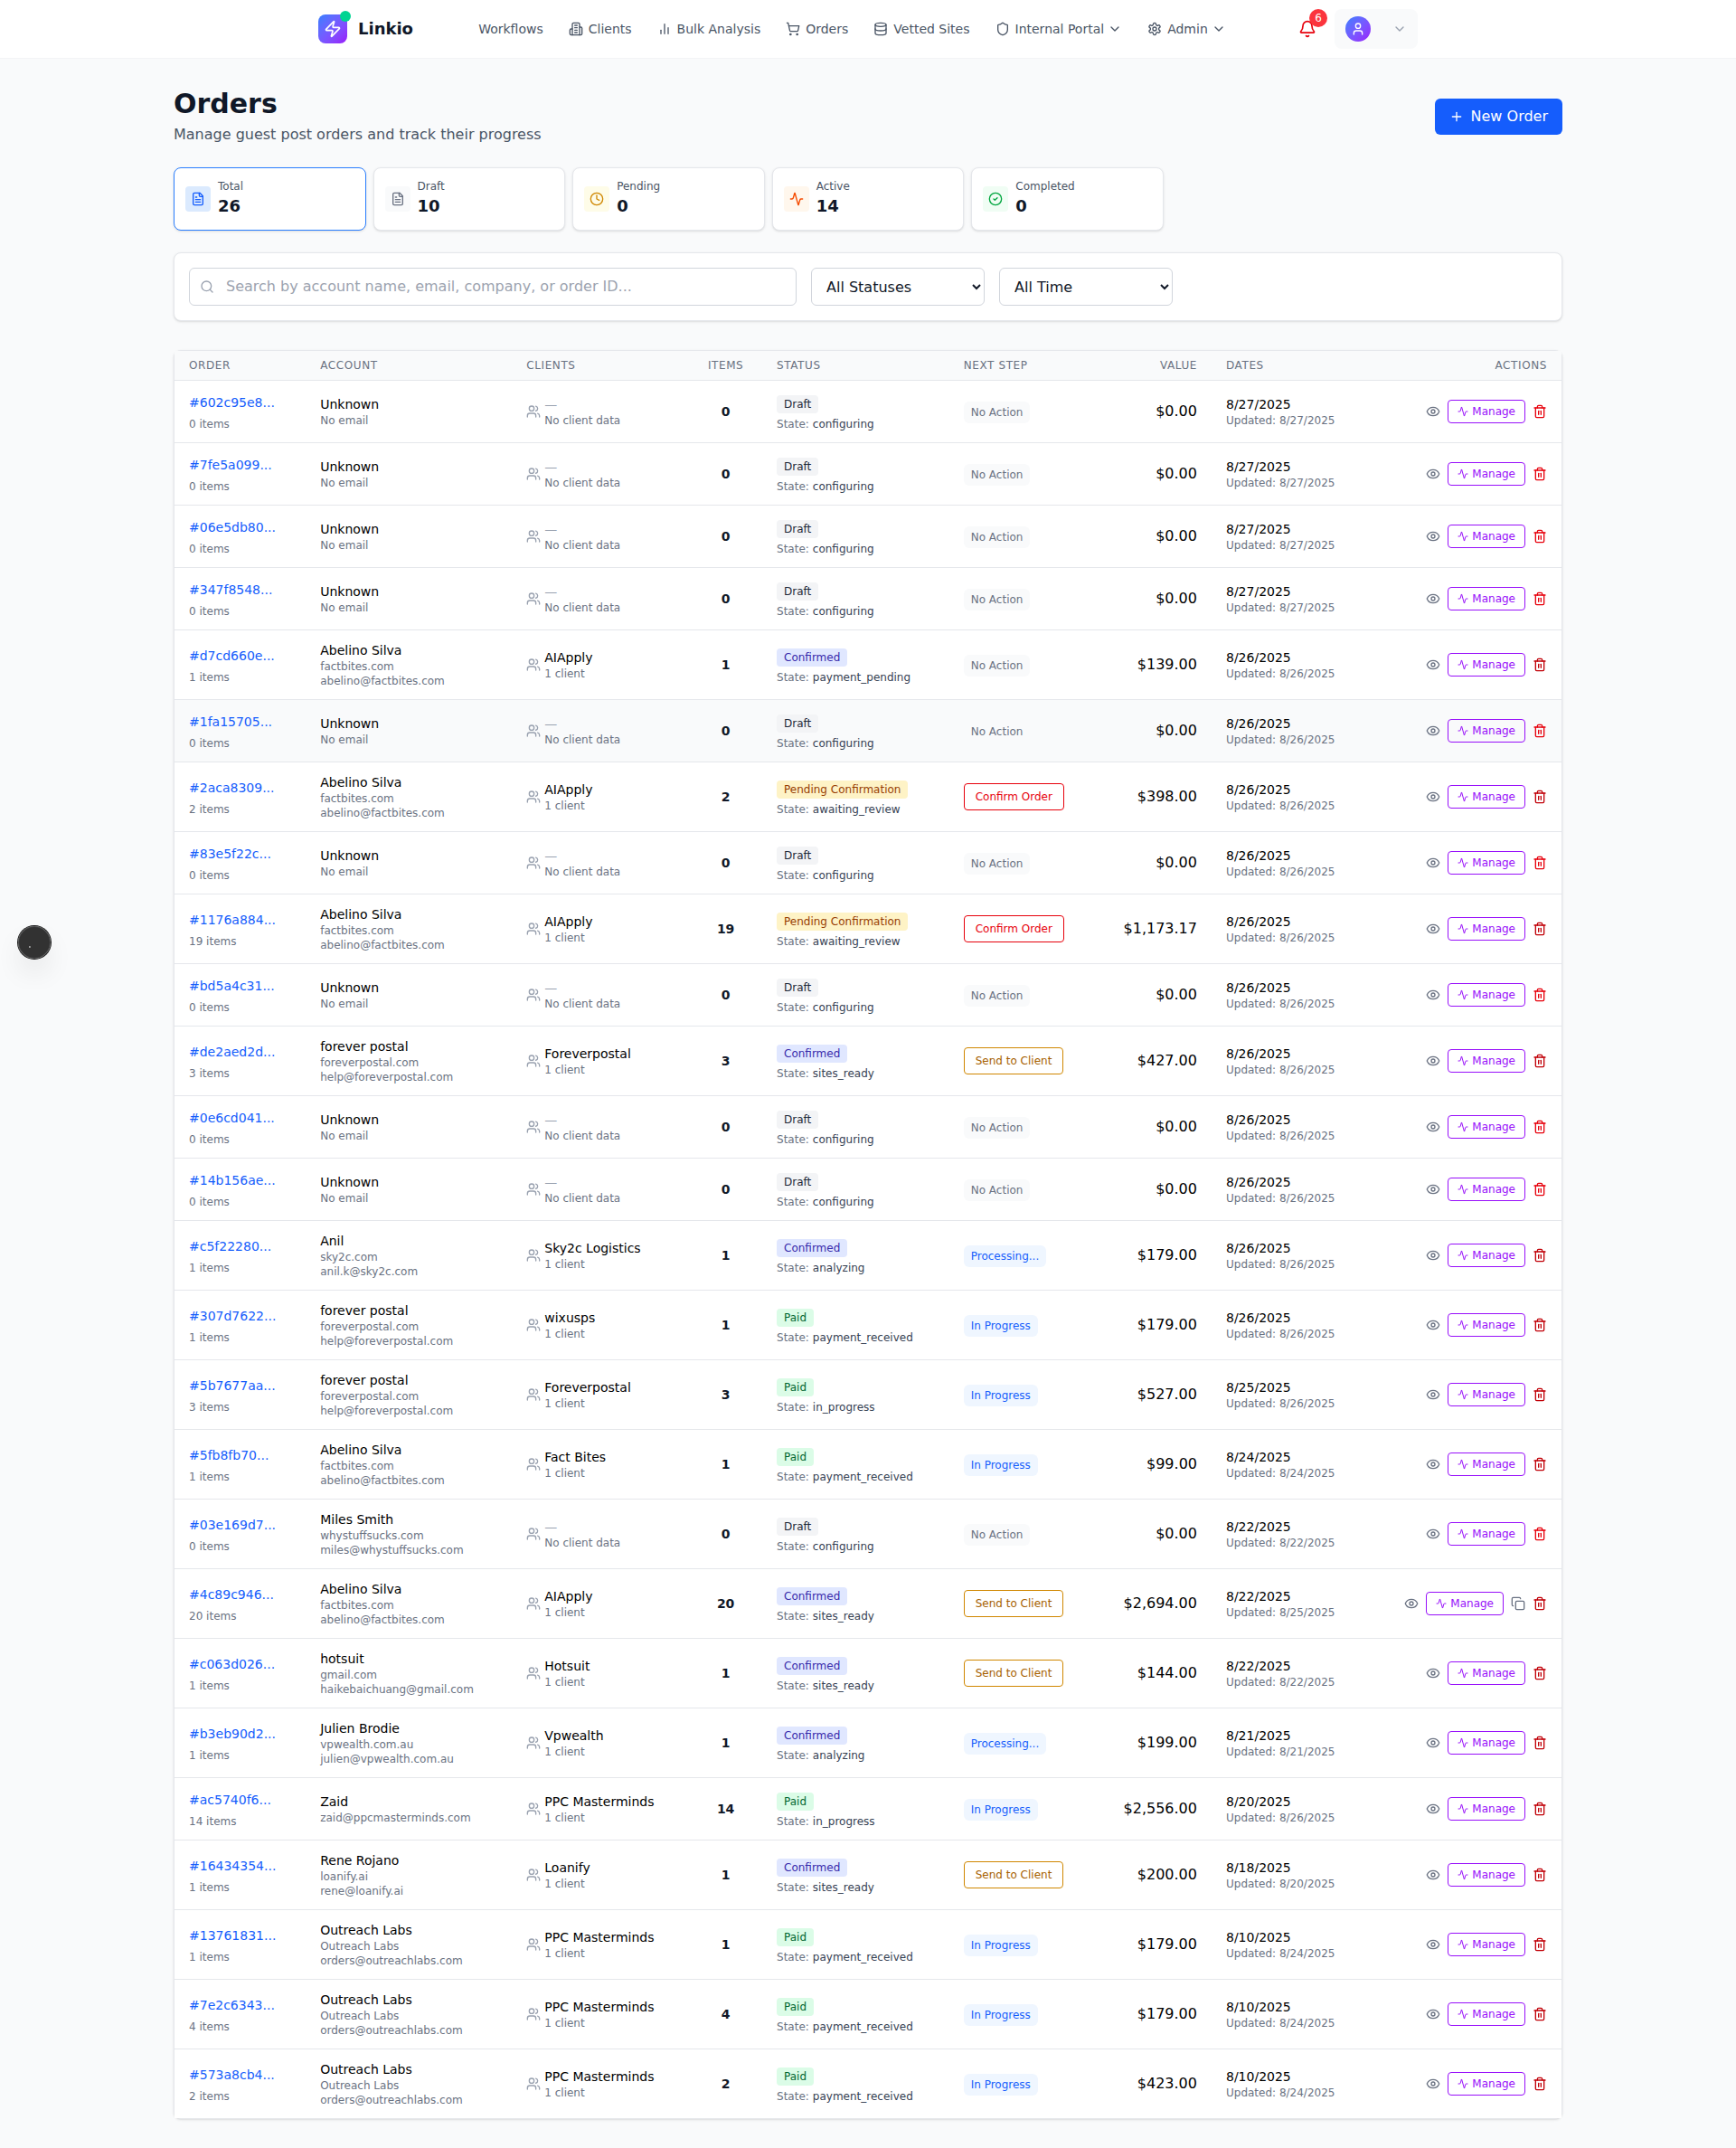 Linkio
Workflows Clients Bulk Analysis Orders Vetted Sites Internal Portal Admin 6
Orders
Manage guest post orders and track their progress
+ New Order
Total
26
Draft
10
Pending
0
Active
14
Completed
0
Search by account name, email, company, or order ID...
All Statuses
All Time
ORDER ACCOUNT CLIENTS ITEMS STATUS NEXT STEP VALUE DATES ACTIONS
#602c95e8... Unknown — 0 Draft No Action $0.00 8/27/2025 Manage
0 items No email No client data State: configuring Updated: 8/27/2025
#7fe5a099... Unknown — 0 Draft No Action $0.00 8/27/2025 Manage
0 items No email No client data State: configuring Updated: 8/27/2025
#06e5db80... Unknown — 0 Draft No Action $0.00 8/27/2025 Manage
0 items No email No client data State: configuring Updated: 8/27/2025
#347f8548... Unknown — 0 Draft No Action $0.00 8/27/2025 Manage
0 items No email No client data State: configuring Updated: 8/27/2025
#d7cd660e... Abelino Silva AIApply 1 Confirmed No Action $139.00 8/26/2025 Manage
1 items factbites.com 1 client State: payment_pending Updated: 8/26/2025
abelino@factbites.com
#1fa15705... Unknown — 0 Draft No Action $0.00 8/26/2025 Manage
0 items No email No client data State: configuring Updated: 8/26/2025
#2aca8309... Abelino Silva AIApply 2 Pending Confirmation Confirm Order $398.00 8/26/2025 Manage
2 items factbites.com 1 client State: awaiting_review Updated: 8/26/2025
abelino@factbites.com
#83e5f22c... Unknown — 0 Draft No Action $0.00 8/26/2025 Manage
0 items No email No client data State: configuring Updated: 8/26/2025
#1176a884... Abelino Silva AIApply 19 Pending Confirmation Confirm Order $1,173.17 8/26/2025 Manage
19 items factbites.com 1 client State: awaiting_review Updated: 8/26/2025
abelino@factbites.com
#bd5a4c31... Unknown — 0 Draft No Action $0.00 8/26/2025 Manage
0 items No email No client data State: configuring Updated: 8/26/2025
#de2aed2d... forever postal Foreverpostal 3 Confirmed Send to Client $427.00 8/26/2025 Manage
3 items foreverpostal.com 1 client State: sites_ready Updated: 8/26/2025
help@foreverpostal.com
#0e6cd041... Unknown — 0 Draft No Action $0.00 8/26/2025 Manage
0 items No email No client data State: configuring Updated: 8/26/2025
#14b156ae... Unknown — 0 Draft No Action $0.00 8/26/2025 Manage
0 items No email No client data State: configuring Updated: 8/26/2025
#c5f22280... Anil Sky2c Logistics 1 Confirmed Processing... $179.00 8/26/2025 Manage
1 items sky2c.com 1 client State: analyzing Updated: 8/26/2025
anil.k@sky2c.com
#307d7622... forever postal wixusps 1 Paid In Progress $179.00 8/26/2025 Manage
1 items foreverpostal.com 1 client State: payment_received Updated: 8/26/2025
help@foreverpostal.com
#5b7677aa... forever postal Foreverpostal 3 Paid In Progress $527.00 8/25/2025 Manage
3 items foreverpostal.com 1 client State: in_progress Updated: 8/26/2025
help@foreverpostal.com
#5fb8fb70... Abelino Silva Fact Bites 1 Paid In Progress $99.00 8/24/2025 Manage
1 items factbites.com 1 client State: payment_received Updated: 8/24/2025
abelino@factbites.com
#03e169d7... Miles Smith — 0 Draft No Action $0.00 8/22/2025 Manage
0 items whystuffsucks.com No client data State: configuring Updated: 8/22/2025
miles@whystuffsucks.com
#4c89c946... Abelino Silva AIApply 20 Confirmed Send to Client $2,694.00 8/22/2025 Manage
20 items factbites.com 1 client State: sites_ready Updated: 8/25/2025
abelino@factbites.com
#c063d026... hotsuit Hotsuit 1 Confirmed Send to Client $144.00 8/22/2025 Manage
1 items gmail.com 1 client State: sites_ready Updated: 8/22/2025
haikebaichuang@gmail.com
#b3eb90d2... Julien Brodie Vpwealth 1 Confirmed Processing... $199.00 8/21/2025 Manage
1 items vpwealth.com.au 1 client State: analyzing Updated: 8/21/2025
julien@vpwealth.com.au
#ac5740f6... Zaid PPC Masterminds 14 Paid In Progress $2,556.00 8/20/2025 Manage
14 items zaid@ppcmasterminds.com 1 client State: in_progress Updated: 8/26/2025
#16434354... Rene Rojano Loanify 1 Confirmed Send to Client $200.00 8/18/2025 Manage
1 items loanify.ai 1 client State: sites_ready Updated: 8/20/2025
rene@loanify.ai
#13761831... Outreach Labs PPC Masterminds 1 Paid In Progress $179.00 8/10/2025 Manage
1 items Outreach Labs 1 client State: payment_received Updated: 8/24/2025
orders@outreachlabs.com
#7e2c6343... Outreach Labs PPC Masterminds 4 Paid In Progress $179.00 8/10/2025 Manage
4 items Outreach Labs 1 client State: payment_received Updated: 8/24/2025
orders@outreachlabs.com
#573a8cb4... Outreach Labs PPC Masterminds 2 Paid In Progress $423.00 8/10/2025 Manage
2 items Outreach Labs 1 client State: payment_received Updated: 8/24/2025
orders@outreachlabs.com